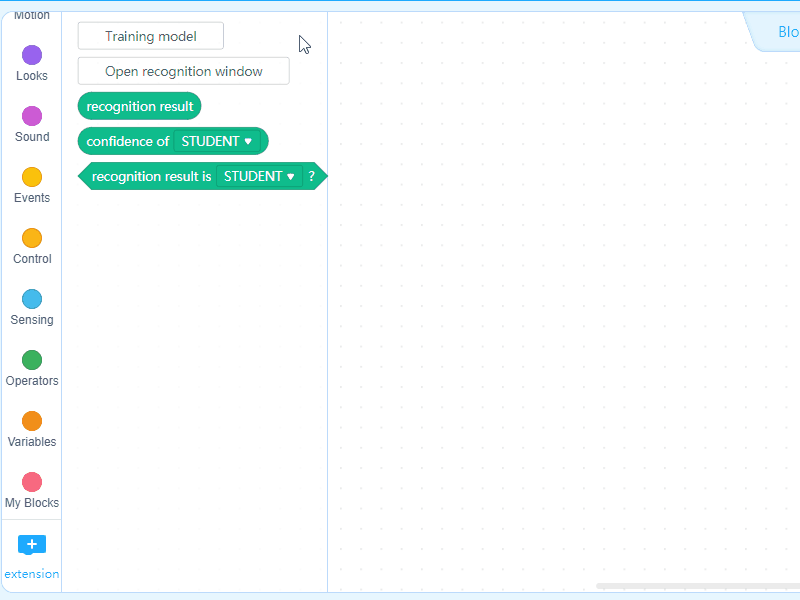 Motion
Looks
Sound
Events
Control
Sensing
Operators
Variables
My Blocks
extension
Training model
Open recognition window
recognition result
confidence of STUDENT
recognition result is STUDENT ?
Blo